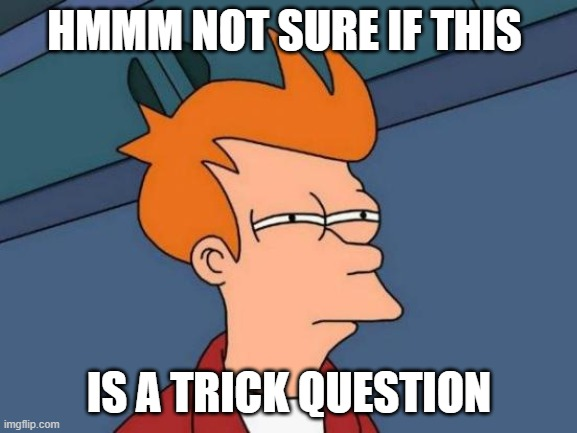 HMMM NOT SURE IF THIS
IS A TRICK QUESTION
imgflip.com